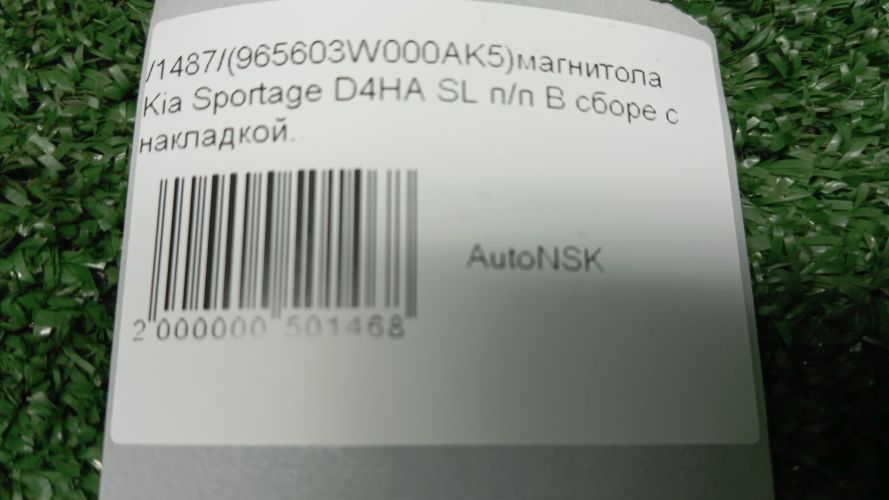 /1487/(965603W000AK5)магнитола
Kia Sportage D4HA SL п/п В сборе с
накладкой.
AutoNSK
2 000000 501468